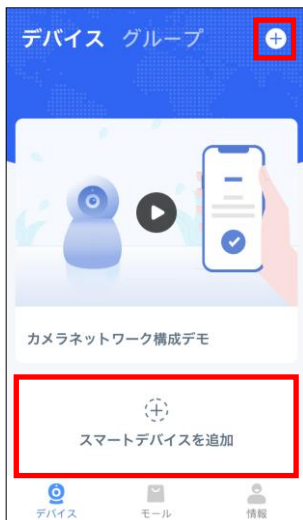 デバイス グループ
カメラネットワーク構成デモ
スマートデバイスを追加
デバイス モール 情報